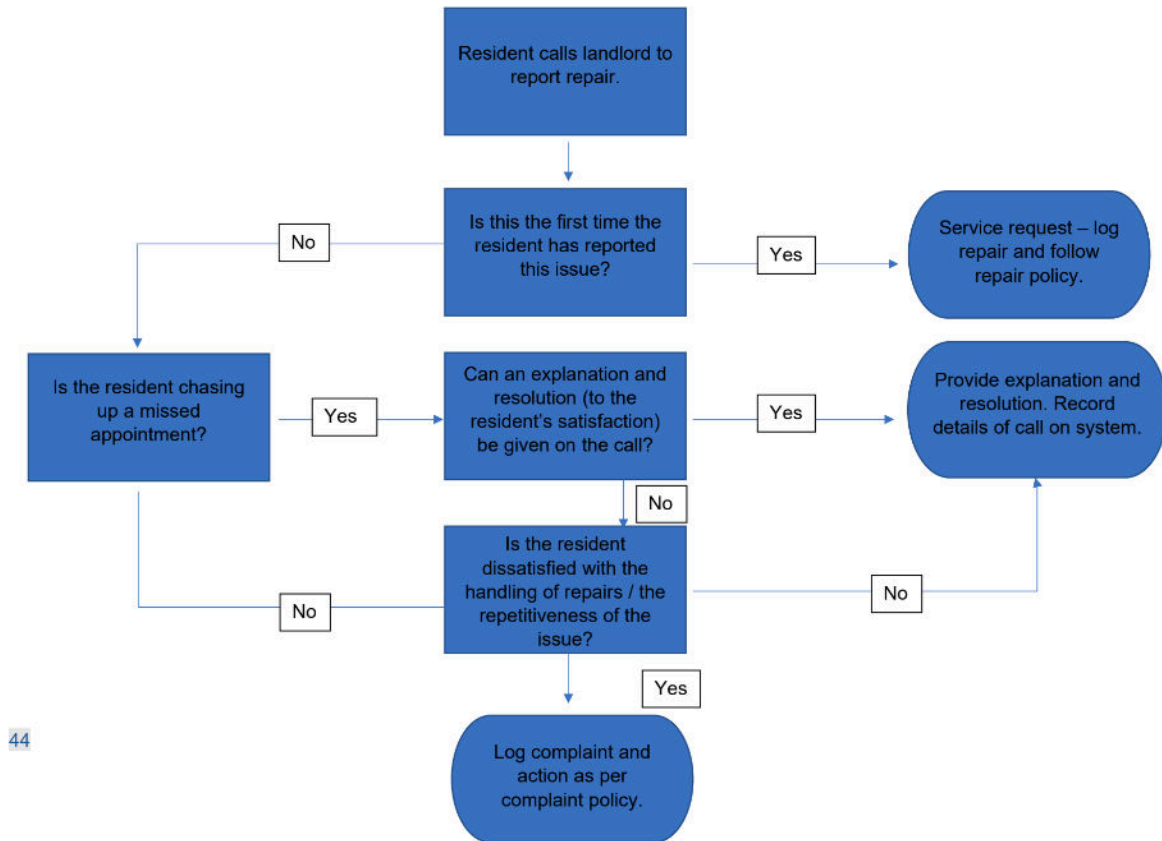 Resident calls landlord to
report repair.
Is this the first time the
resident has reported
this issue?
No
Yes
Service request – log
repair and follow
repair policy.
Is the resident chasing
up a missed
appointment?
Yes
Can an explanation and
resolution (to the
resident's satisfaction)
be given on the call?
Yes
Provide explanation and
resolution. Record
details of call on system.
No
Is the resident
dissatisfied with the
handling of repairs / the
repetitiveness of the
issue?
No
No
Yes
Log complaint and
action as per
complaint policy.
44